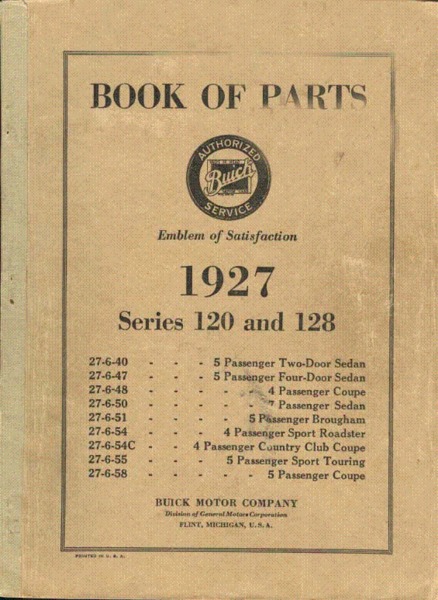 BOOK OF PARTS
AUTHORIZED
Buick
SERVICE
Emblem of Satisfaction
1927
Series 120 and 128
27-6-40 - - - 5 Passenger Two-Door Sedan
27-6-47 - - - 5 Passenger Four-Door Sedan
27-6-48 - - - - - 4 Passenger Coupe
27-6-50 - - - - - 7 Passenger Sedan
27-6-51 - - - - 5 Passenger Brougham
27-6-54 - - - 4 Passenger Sport Roadster
27-6-54C - - 4 Passenger Country Club Coupe
27-6-55 - - - 5 Passenger Sport Touring
27-6-58 - - - - - 5 Passenger Coupe
BUICK MOTOR COMPANY
Division of General Motors Corporation
FLINT, MICHIGAN, U. S. A.
PRINTED IN U. S. A.